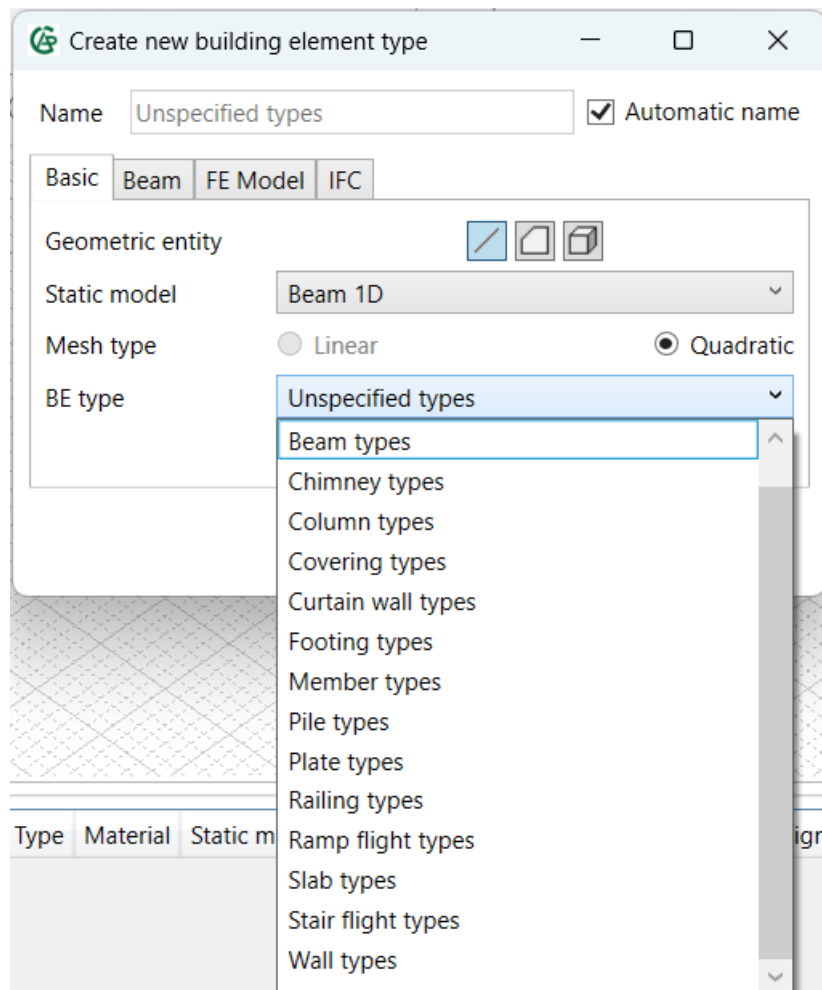 Create new building element type
Name Unspecified types Automatic name
Basic Beam FE Model IFC
Geometric entity
Static model Beam 1D
Mesh type Linear Quadratic
BE type Unspecified types
Beam types
Chimney types
Column types
Covering types
Curtain wall types
Footing types
Member types
Pile types
Plate types
Railing types
Ramp flight types
Slab types
Stair flight types
Wall types
Type Material Static m